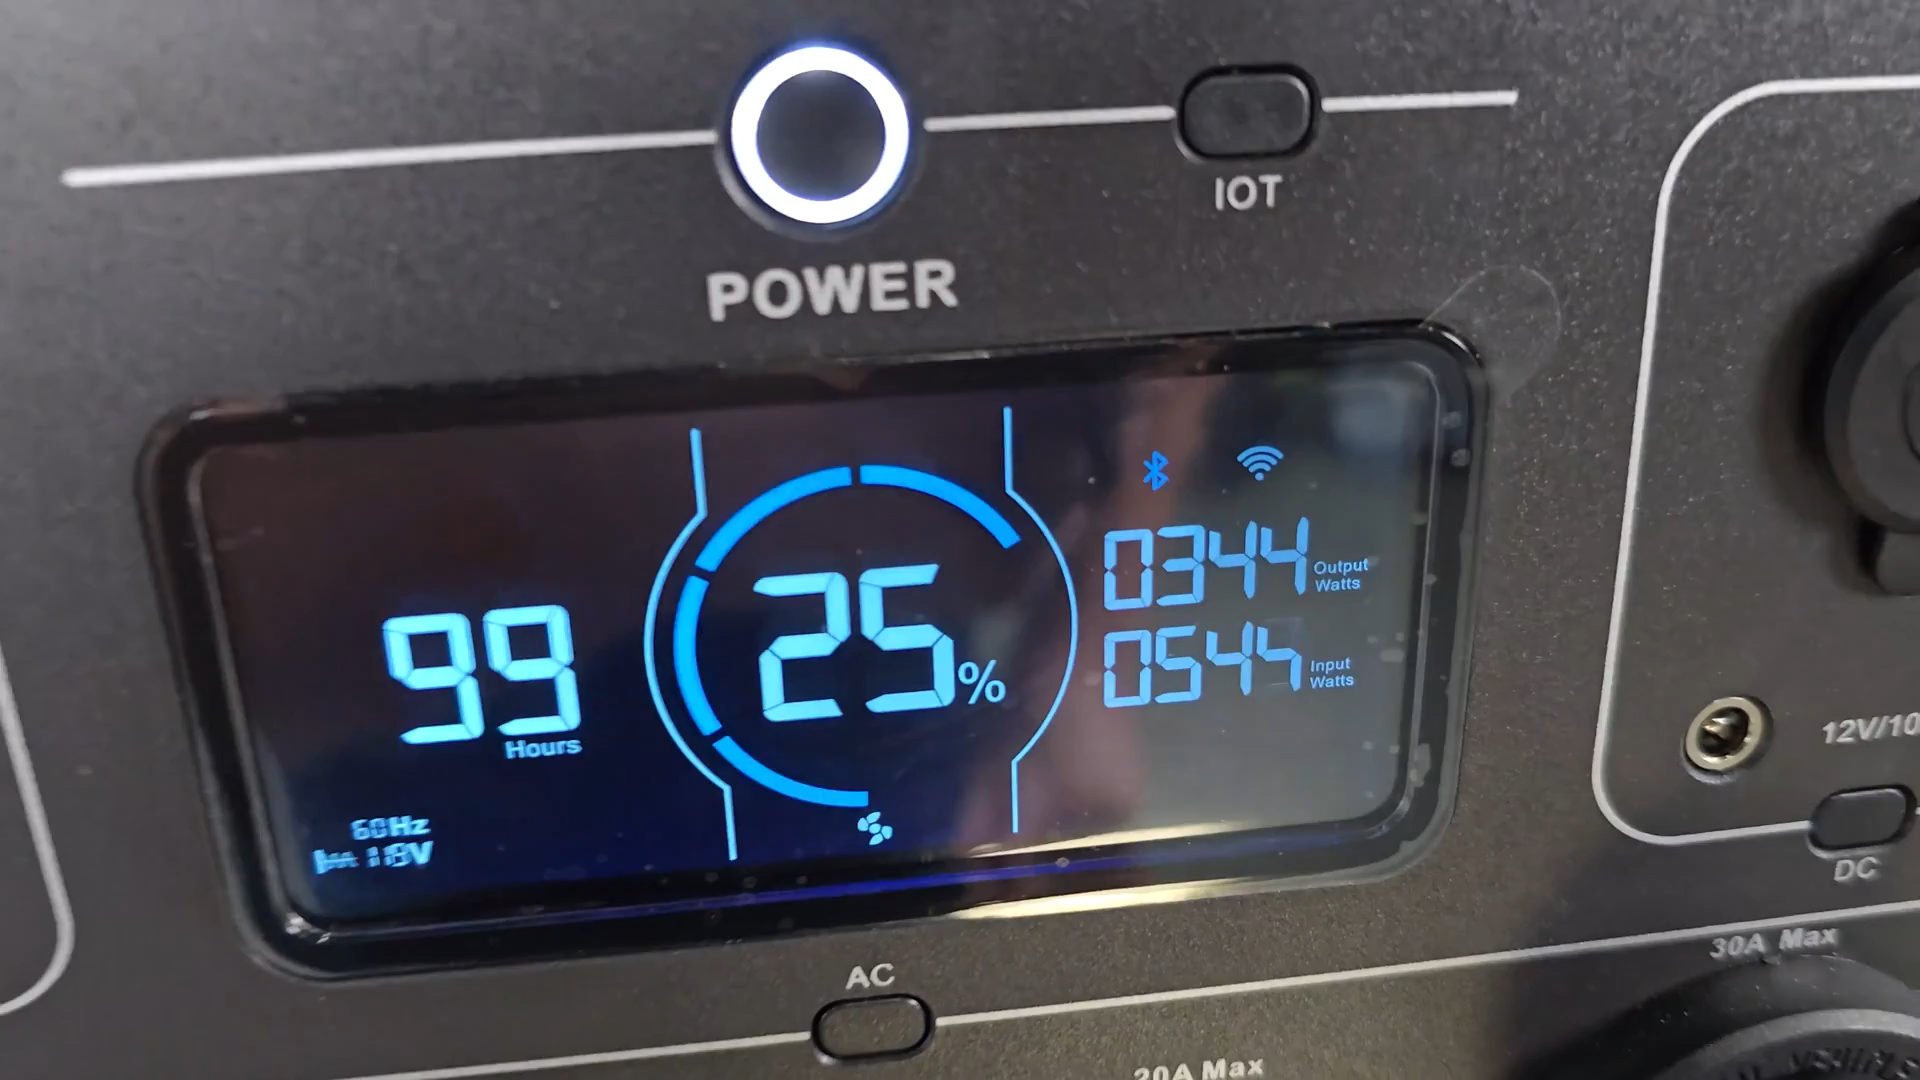 IOT
POWER
0344 Output Watts
99 Hours
25%
0544 Input Watts
60Hz
12V/10
DC
30A Max
AC
20A Max